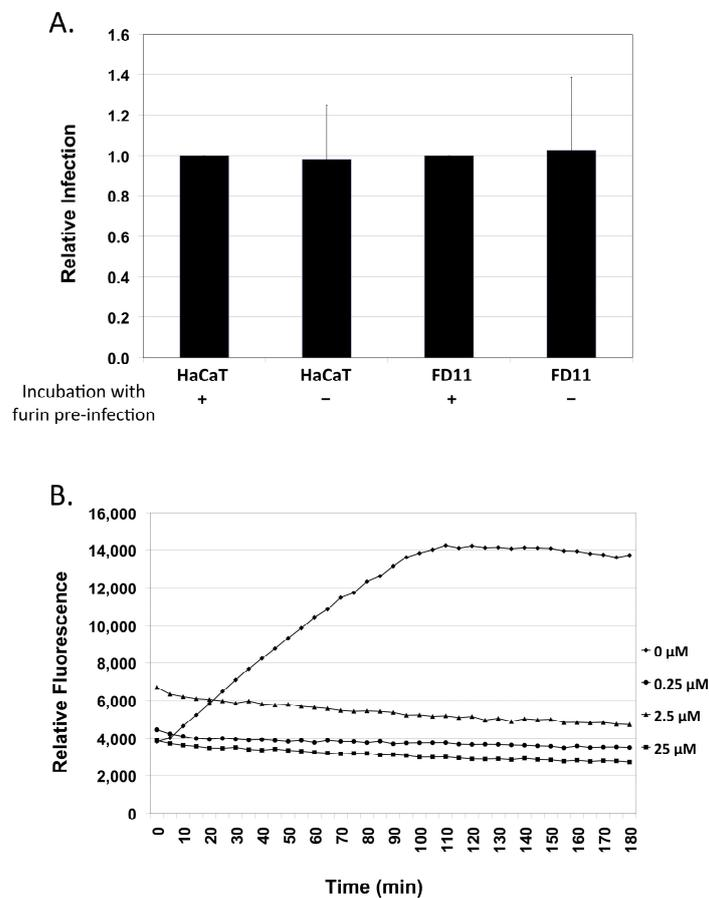 A.
1.6
1.4
1.2
1.0
0.8
0.6
0.4
0.2
0.0
Relative Infection
HaCaT HaCaT FD11 FD11
Incubation with
furin pre-infection
+ − + −
B.
16,000
14,000
12,000
10,000
8,000
6,000
4,000
2,000
0
Relative Fluorescence
0 µM
0.25 µM
2.5 µM
25 µM
0 10 20 30 40 50 60 70 80 90 100 110 120 130 140 150 160 170 180
Time (min)